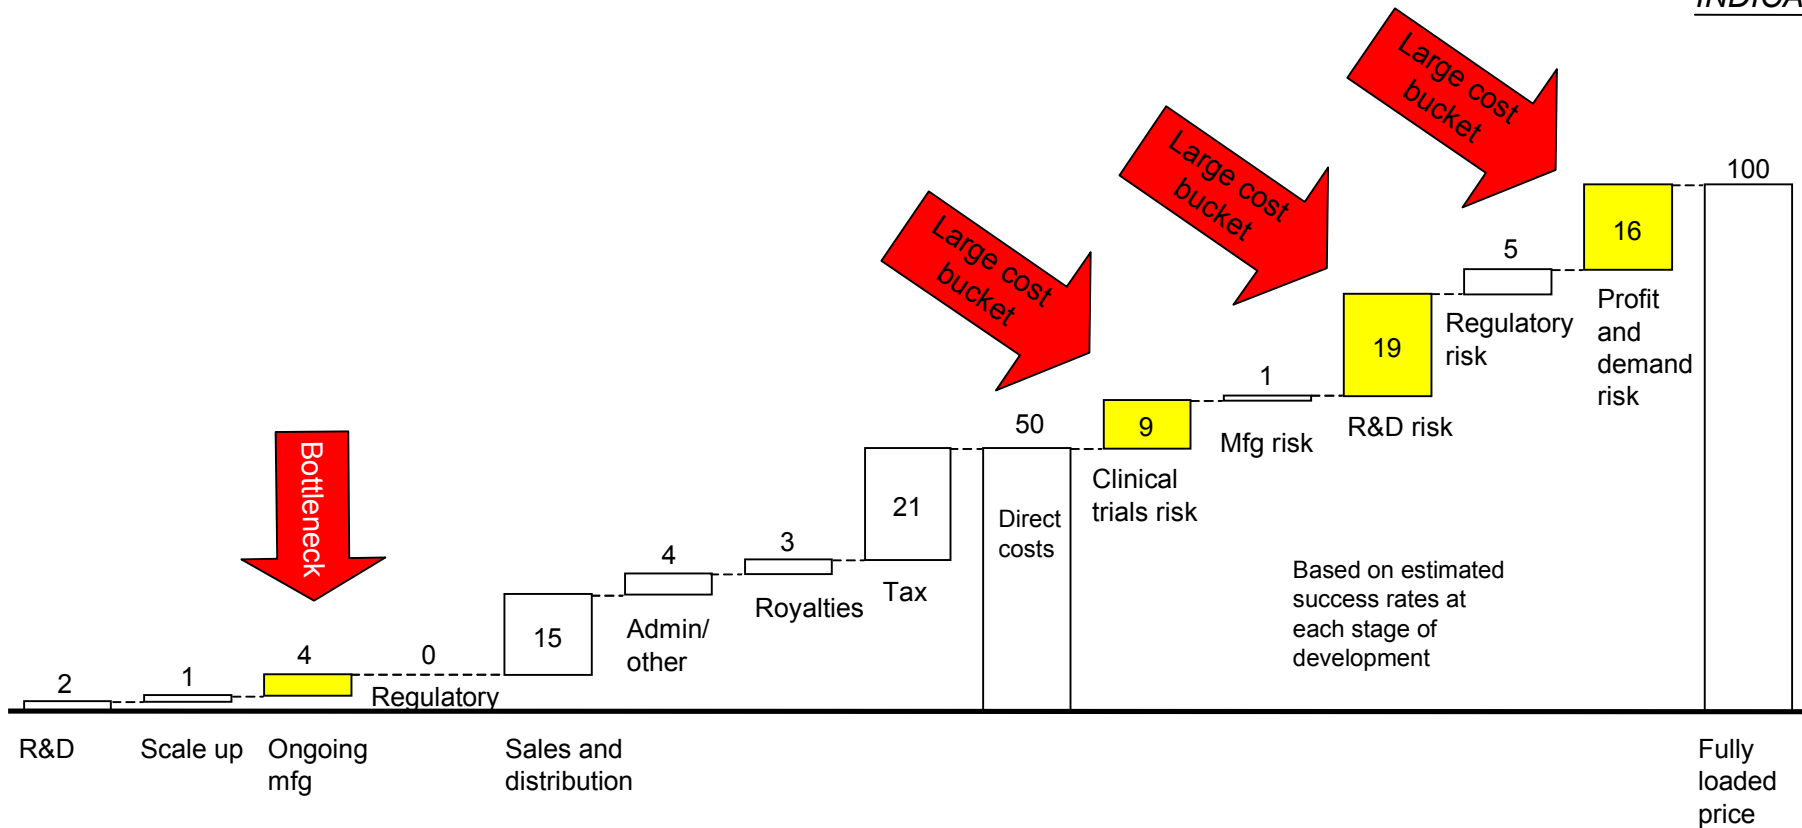 INDICA
Large cost
bucket
Large cost
bucket
Large cost
bucket
Bottleneck
2
1
4
0
15
4
3
21
50
9
1
19
5
16
100
R&D
Scale up
Ongoing
mfg
Regulatory
Sales and
distribution
Admin/
other
Royalties
Tax
Direct
costs
Clinical
trials risk
Mfg risk
R&D risk
Regulatory
risk
Profit
and
demand
risk
Based on estimated
success rates at
each stage of
development
Fully
loaded
price